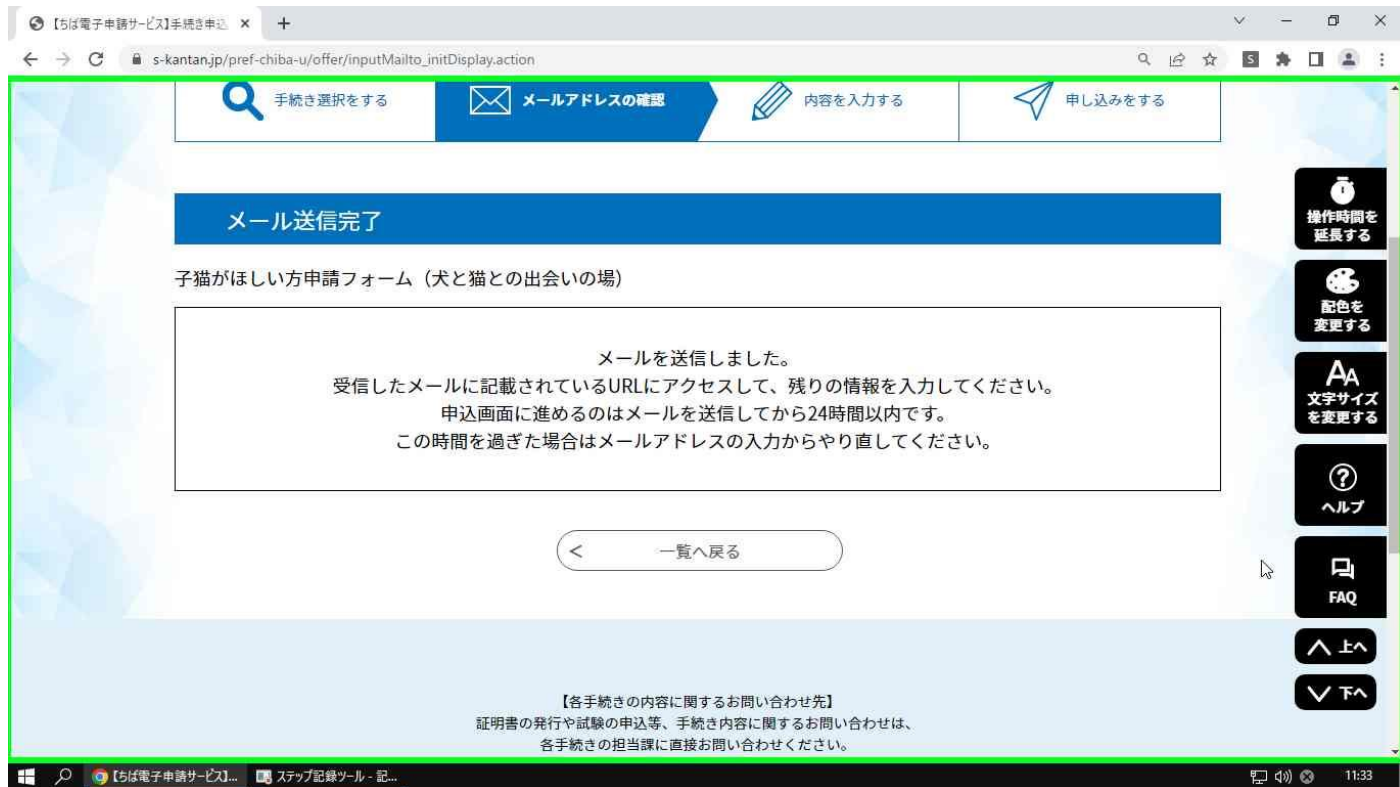 【ちば電子申請サービス】手続き申込
s-kantan.jp/pref-chiba-u/offer/inputMailto_initDisplay.action
手続き選択をする
メールアドレスの確認
内容を入力する
申し込みをする
メール送信完了
子猫がほしい方申請フォーム（犬と猫との出会いの場）
メールを送信しました。
受信したメールに記載されているURLにアクセスして、残りの情報を入力してください。
申込画面に進めるのはメールを送信してから24時間以内です。
この時間を過ぎた場合はメールアドレスの入力からやり直してください。
< 一覧へ戻る
操作時間を
延長する
配色を
変更する
AA
文字サイズ
を変更する
?
ヘルプ
FAQ
上へ
下へ
【各手続きの内容に関するお問い合わせ先】
証明書の発行や試験の申込等、手続き内容に関するお問い合わせは、
各手続きの担当課に直接お問い合わせください。
【ちば電子申請サービス】...
ステップ記録ツール - 記...
11:33